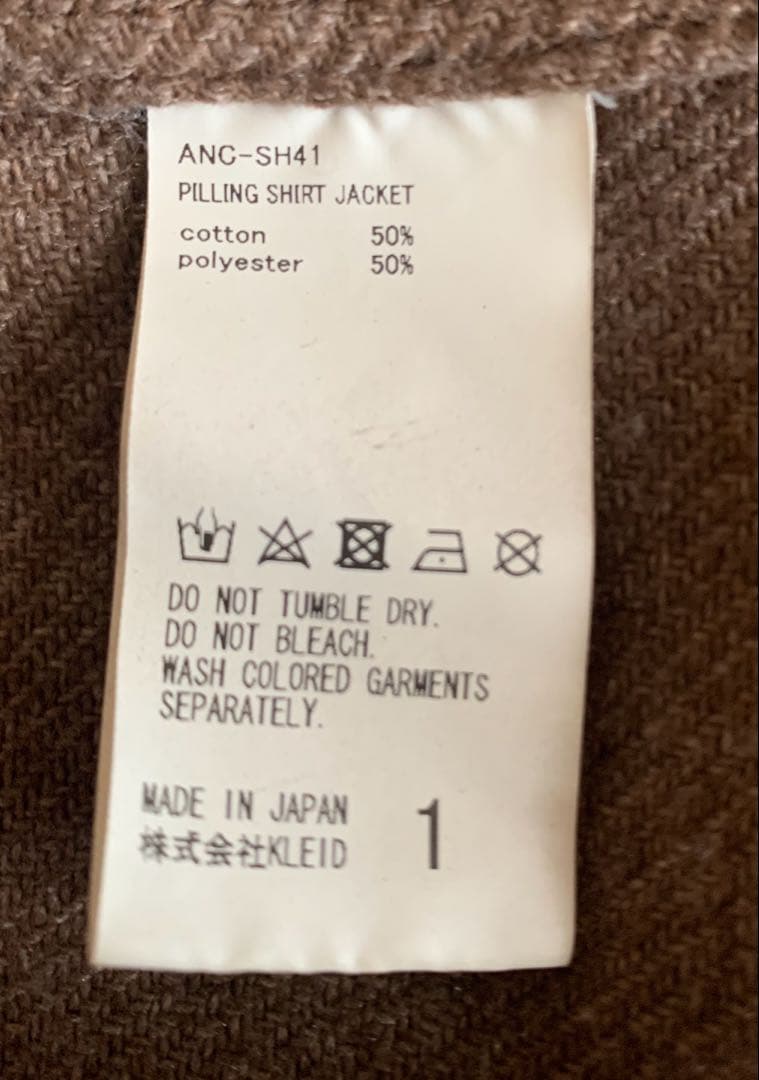 ANC-SH41
PILLING SHIRT JACKET
cotton 50%
polyester 50%
DO NOT TUMBLE DRY.
DO NOT BLEACH.
WASH COLORED GARMENTS
SEPARATELY.
MADE IN JAPAN
株式会社KLEID
1